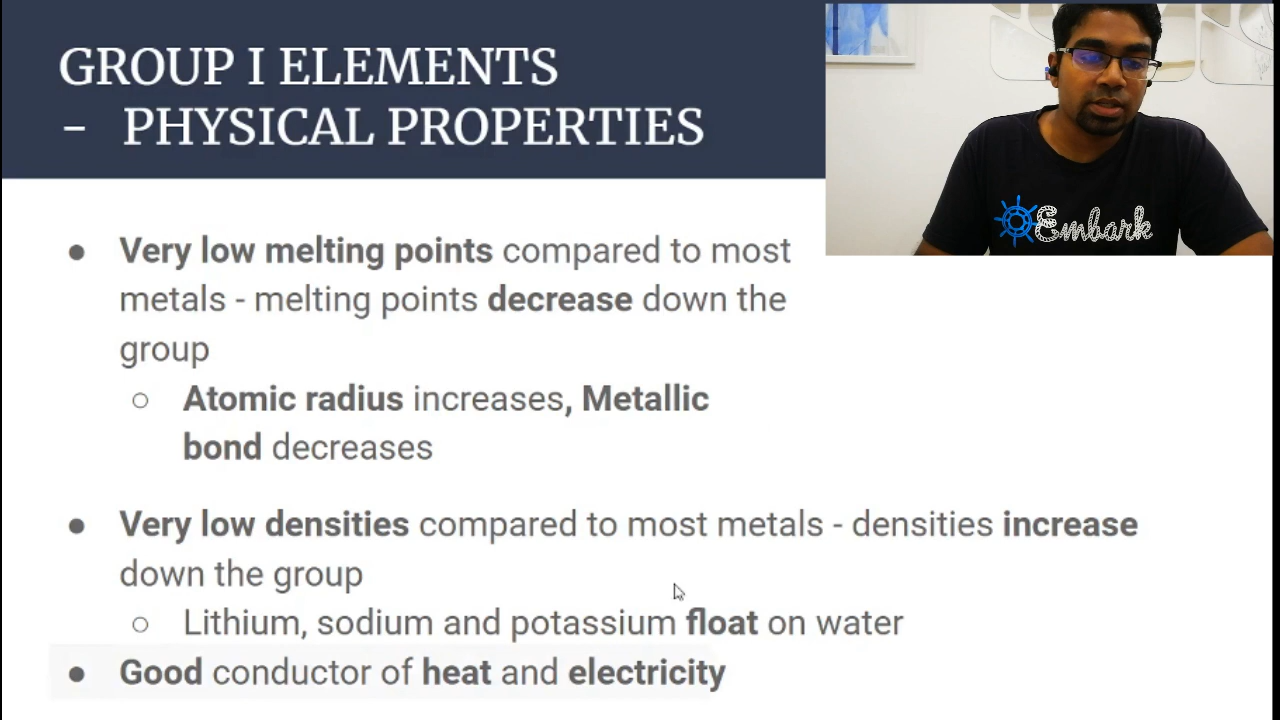 GROUP I ELEMENTS
- PHYSICAL PROPERTIES
Embark
● Very low melting points compared to most
metals - melting points decrease down the
group
○ Atomic radius increases, Metallic
bond decreases
● Very low densities compared to most metals - densities increase
down the group
○ Lithium, sodium and potassium float on water
● Good conductor of heat and electricity